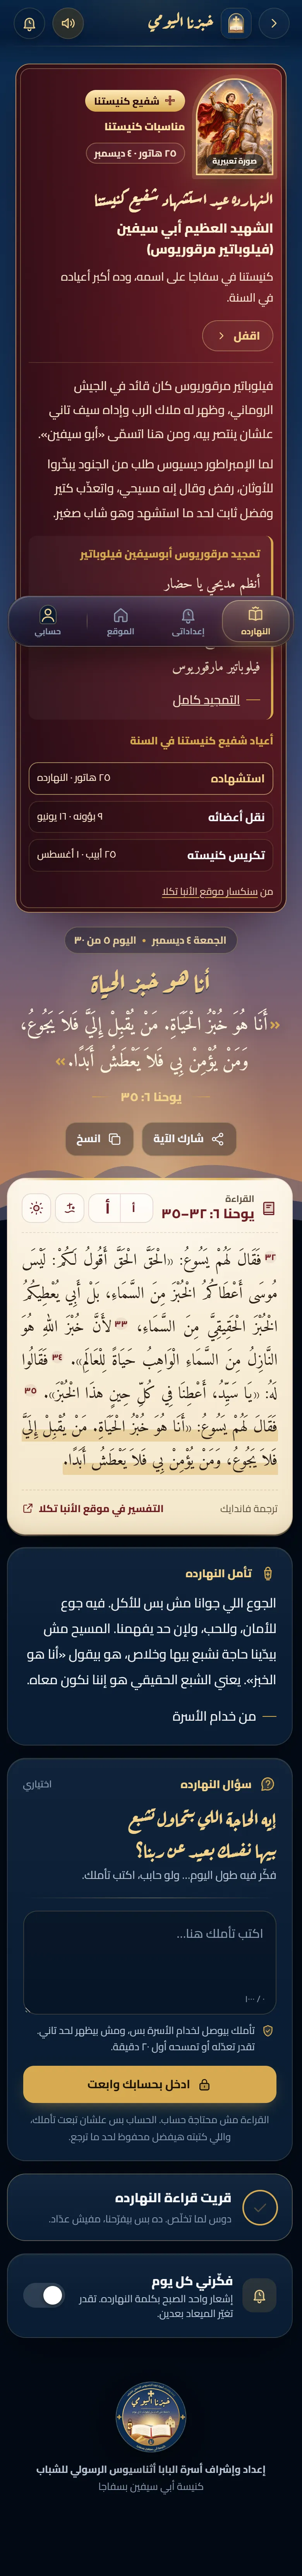 خبزنا اليومي
شفيع كنيستنا
مناسبات كنيستنا
٢٥ هاتور · ٤ ديسمبر
صورة تعبيرية
النهارده عيد استشهاد شفيع كنيستنا
الشهيد العظيم أبي سيفين
(فيلوباتير مرقوريوس)
كنيستنا في سفاجا على اسمه، وده أكبر أعياده
في السنة.
اقفل
فيلوباتير مرقوريوس كان قائد في الجيش
الروماني، وظهر له ملاك الرب وإداه سيف تاني
علشان ينتصر بيه، ومن هنا اتسمّى «أبو سيفين».
لما الإمبراطور ديسيوس طلب من الجنود يبخّروا
للأوثان، رفض وقال إنه مسيحي، واتعذّب كتير
وفضل ثابت لحد ما استشهد وهو شاب صغير.
تمجيد مرقوريوس أبوسيفين فيلوباتير
أنظم مديحي يا حضار
النهارده
إعداداتى
الموقع
حسابي
فيلوباتير مارقوريوس
— التمجيد كامل
أعياد شفيع كنيستنا في السنة
استشهاده
٢٥ هاتور · النهارده
نقل أعضائه
٩ بؤونه · ١٦ يونيو
تكريس كنيسته
٢٥ أبيب · ١ أغسطس
من سنكسار موقع الأنبا تكلا
الجمعة ٤ ديسمبر • اليوم ٥ من ٣٠
أنا هو خبز الحياة
«أَنَا هُوَ خُبْزُ الْحَيَاةِ. مَنْ يُقْبِلْ إِلَيَّ فَلاَ يَجُوعُ،
وَمَنْ يُؤْمِنْ بِي فَلاَ يَعْطَشُ أَبَدًا.»
يوحنا ٦: ٣٥
شارك الآية
انسخ
القراءة
يوحنا ٦: ٣٢–٣٥
أ
أ
٣٢ فَقَالَ لَهُمْ يَسُوعُ: «الْحَقَّ الْحَقَّ أَقُولُ لَكُمْ: لَيْسَ
مُوسَى أَعْطَاكُمُ الْخُبْزَ مِنَ السَّمَاءِ، بَلْ أَبِي يُعْطِيكُمُ
الْخُبْزَ الْحَقِيقِيَّ مِنَ السَّمَاءِ، ٣٣ لأَنَّ خُبْزَ اللهِ هُوَ
النَّازِلُ مِنَ السَّمَاءِ الْوَاهِبُ حَيَاةً لِلْعَالَمِ». ٣٤ فَقَالُوا
لَهُ: «يَا سَيِّدُ، أَعْطِنَا فِي كُلِّ حِينٍ هذَا الْخُبْزَ». ٣٥
فَقَالَ لَهُمْ يَسُوعُ: «أَنَا هُوَ خُبْزُ الْحَيَاةِ. مَنْ يُقْبِلْ إِلَيَّ
فَلاَ يَجُوعُ، وَمَنْ يُؤْمِنْ بِي فَلاَ يَعْطَشُ أَبَدًا.
ترجمة فاندايك
التفسير في موقع الأنبا تكلا
تأمل النهارده
الجوع اللي جوانا مش بس للأكل. فيه جوع
للأمان، وللحب، ولإن حد يفهمنا. المسيح مش
بيدّينا حاجة نشبع بيها وخلاص، هو بيقول «أنا هو
الخبز». يعني الشبع الحقيقي هو إننا نكون معاه.
— من خدام الأسرة
سؤال النهارده
اختياري
إيه الحاجة اللي بتحاول تشبع
بيها نفسك بعيد عن ربنا؟
فكّر فيه طول اليوم... ولو حابب، اكتب تأملك.
اكتب تأملك هنا...
٠ / ١٠٠٠
تأملك بيوصل لخدام الأسرة بس، ومش بيظهر لحد تاني.
تقدر تعدّله أو تمسحه أول ٢٠ دقيقة.
ادخل بحسابك وابعت
القراءة مش محتاجة حساب. الحساب بس علشان تبعت تأملك،
واللي كتبته هيفضل محفوظ لحد ما ترجع.
قريت قراءة النهارده
دوس لما تخلّص. ده بس بيفرّحنا، مفيش عدّاد.
فكّرني كل يوم
إشعار واحد الصبح بكلمة النهارده. تقدر
تغيّر الميعاد بعدين.
خبزنا اليومي
إعداد وإشراف أسرة البابا أثناسيوس الرسولي للشباب
كنيسة أبي سيفين بسفاجا